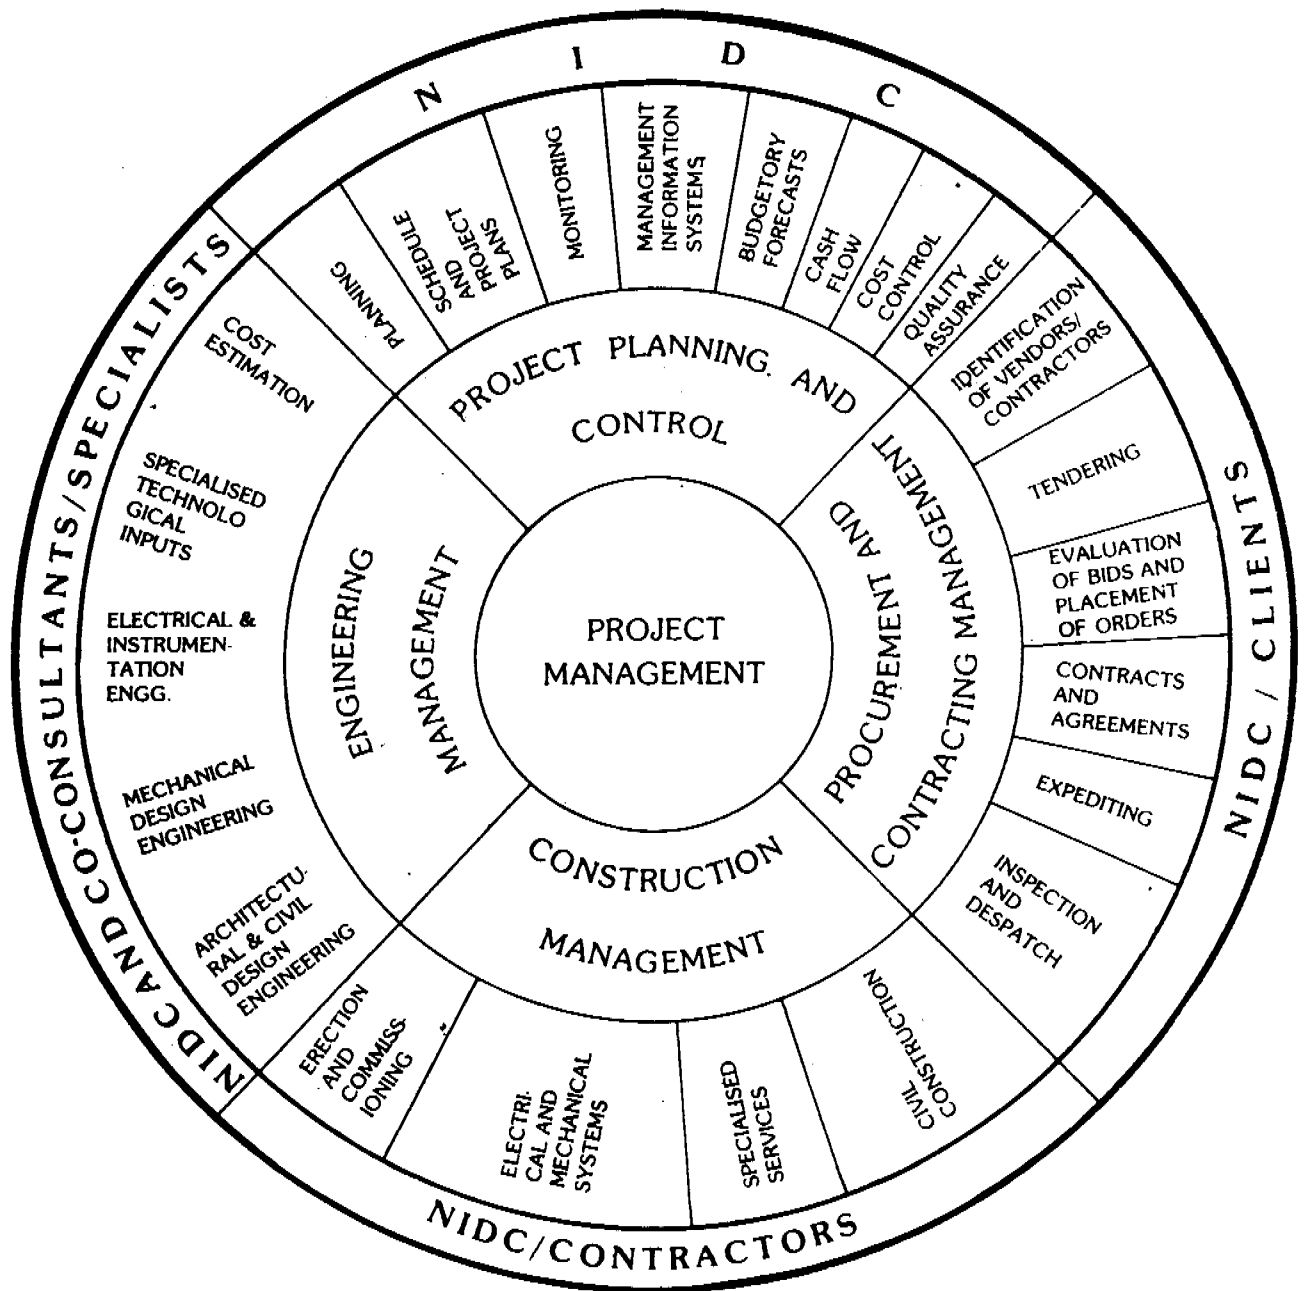 N I D C
PLANNING
SCHEDULE
AND
PROJECT
PLANS
MONITORING
MANAGEMENT
INFORMATION
SYSTEMS
BUDGETORY
FORECASTS
CASH
FLOW
COST
CONTROL
QUALITY
ASSURANCE
PROJECT PLANNING. AND
CONTROL
NIDC / CLIENTS
IDENTIFICATION
OF VENDORS/
CONTRACTORS
TENDERING
EVALUATION
OF BIDS AND
PLACEMENT
OF ORDERS
CONTRACTS
AND
AGREEMENTS
EXPEDITING
INSPECTION
AND
DESPATCH
PROCUREMENT AND
CONTRACTING MANAGEMENT
PROJECT
MANAGEMENT
CONSTRUCTION
MANAGEMENT
CIVIL
CONSTRUCTION
SPECIALISED
SERVICES
ELECTRI-
CAL AND
MECHANICAL
SYSTEMS
ERECTION
AND
COMMISS-
IONING
NIDC/CONTRACTORS
ENGINEERING
MANAGEMENT
COST
ESTIMATION
SPECIALISED
TECHNOLO
GICAL
INPUTS
ELECTRICAL &
INSTRUMEN-
TATION
ENGG.
MECHANICAL
DESIGN
ENGINEERING
ARCHITECTU-
RAL & CIVIL
DESIGN
ENGINEERING
NIDC AND CO-CONSULTANTS/SPECIALISTS